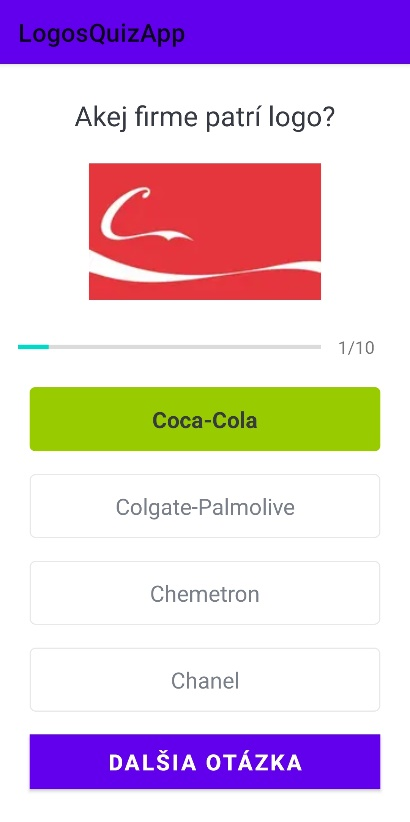 LogosQuizApp
Akej firme patrí logo?
C
1/10
Coca-Cola
Colgate-Palmolive
Chemetron
Chanel
DALŠIA OTÁZKA